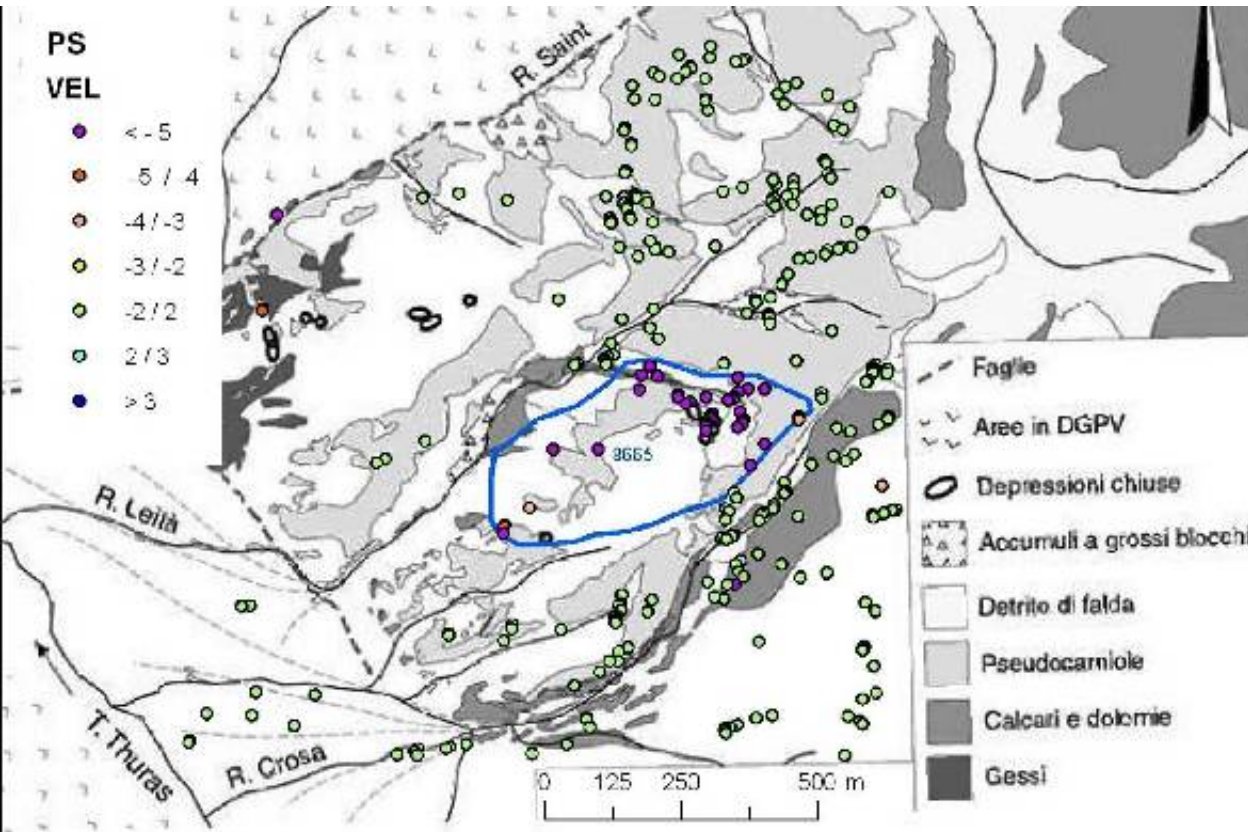 PS
VEL
< -5
-5 / -4
-4 / -3
-3 / -2
-2 / 2
2 / 3
> 3
R. Saint
8665
R. Leilà
T. Thuras
R. Crosa
0 125 250 500 m
Faglie
Aree in DGPV
Depressioni chiuse
Accumuli a grossi blocchi
Detrito di falda
Pseudocarniole
Calcari e dolomie
Gessi